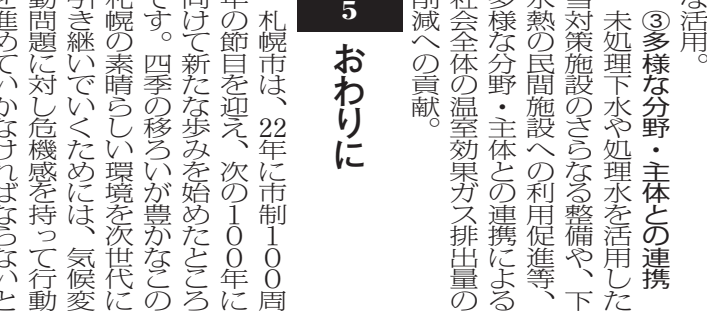 な活用。
③多様な分野・主体との連携
未処理下水や処理水を活用した
雪対策施設のさらなる整備や、下
水熱の民間施設への利用促進等、
多様な分野・主体との連携による
社会全体の温室効果ガス排出量の
削減への貢献。
5 おわりに
札幌市は、22年に市制100周
年の節目を迎え、次の100年に
向けて新たな歩みを始めたところ
です。四季の移ろいが豊かなこの
札幌の素晴らしい環境を次世代に
引き継いでいくためには、気候変
動問題に対し危機感を持って行動
を進めていかなければならないと